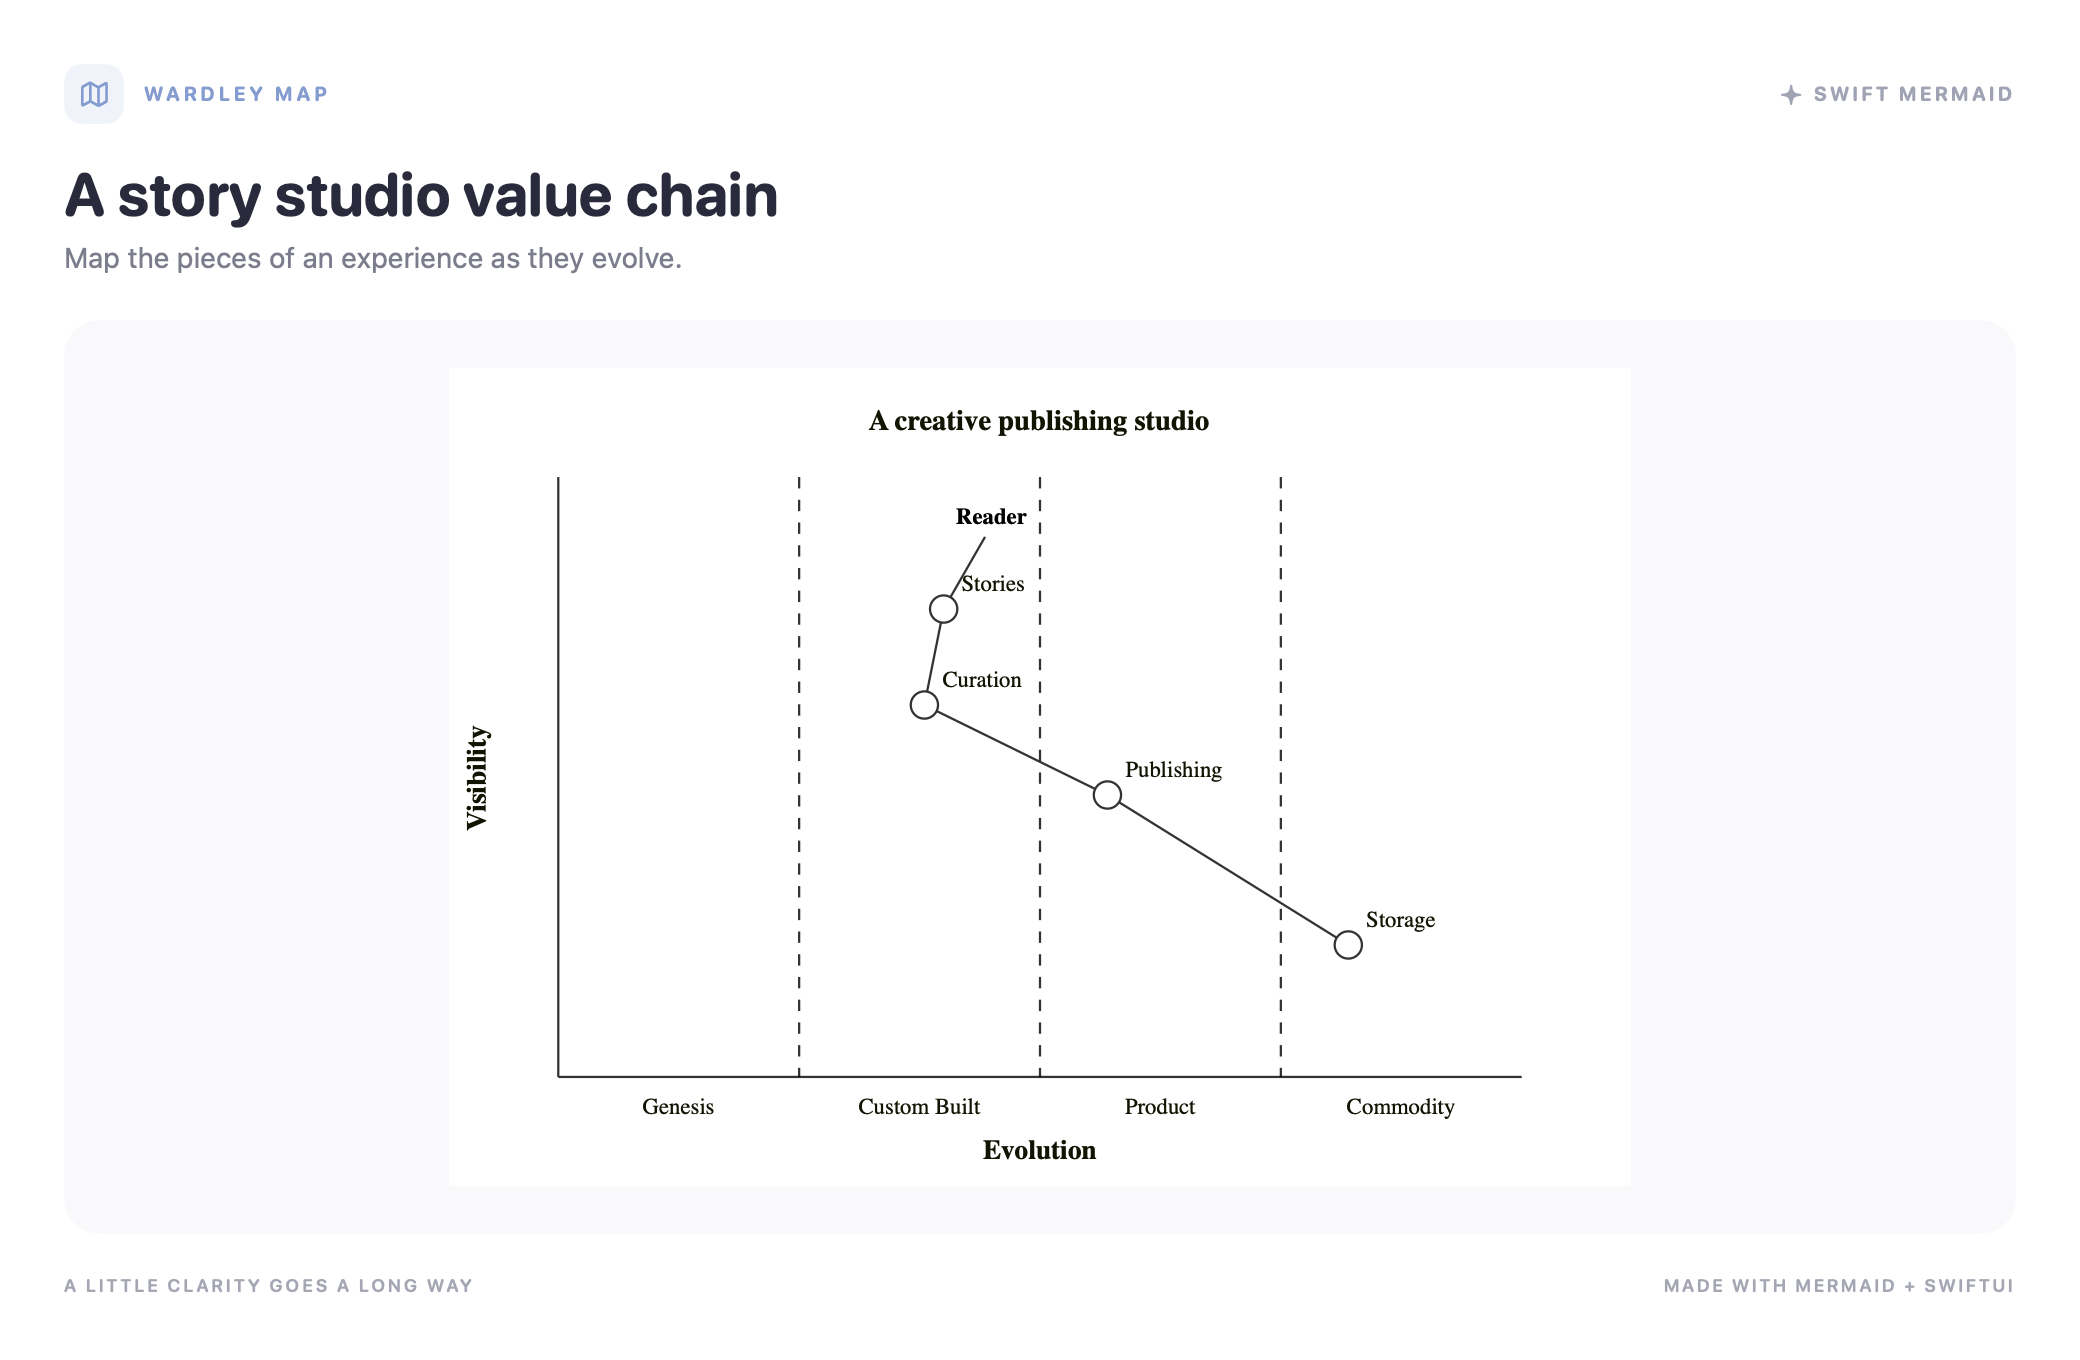 WARDLEY MAP
SWIFT MERMAID
A story studio value chain
Map the pieces of an experience as they evolve.
A creative publishing studio
Reader
Stories
Curation
Visibility
Publishing
Storage
Genesis
Custom Built
Product
Commodity
Evolution
A LITTLE CLARITY GOES A LONG WAY
MADE WITH MERMAID + SWIFTUI